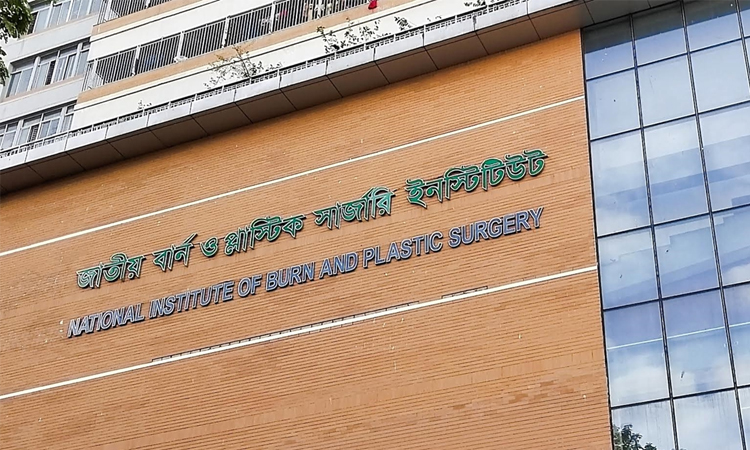 জাতীয় বার্ন ও প্লাস্টিক সার্জারি ইনস্টিটিউট
NATIONAL INSTITUTE OF BURN AND PLASTIC SURGERY